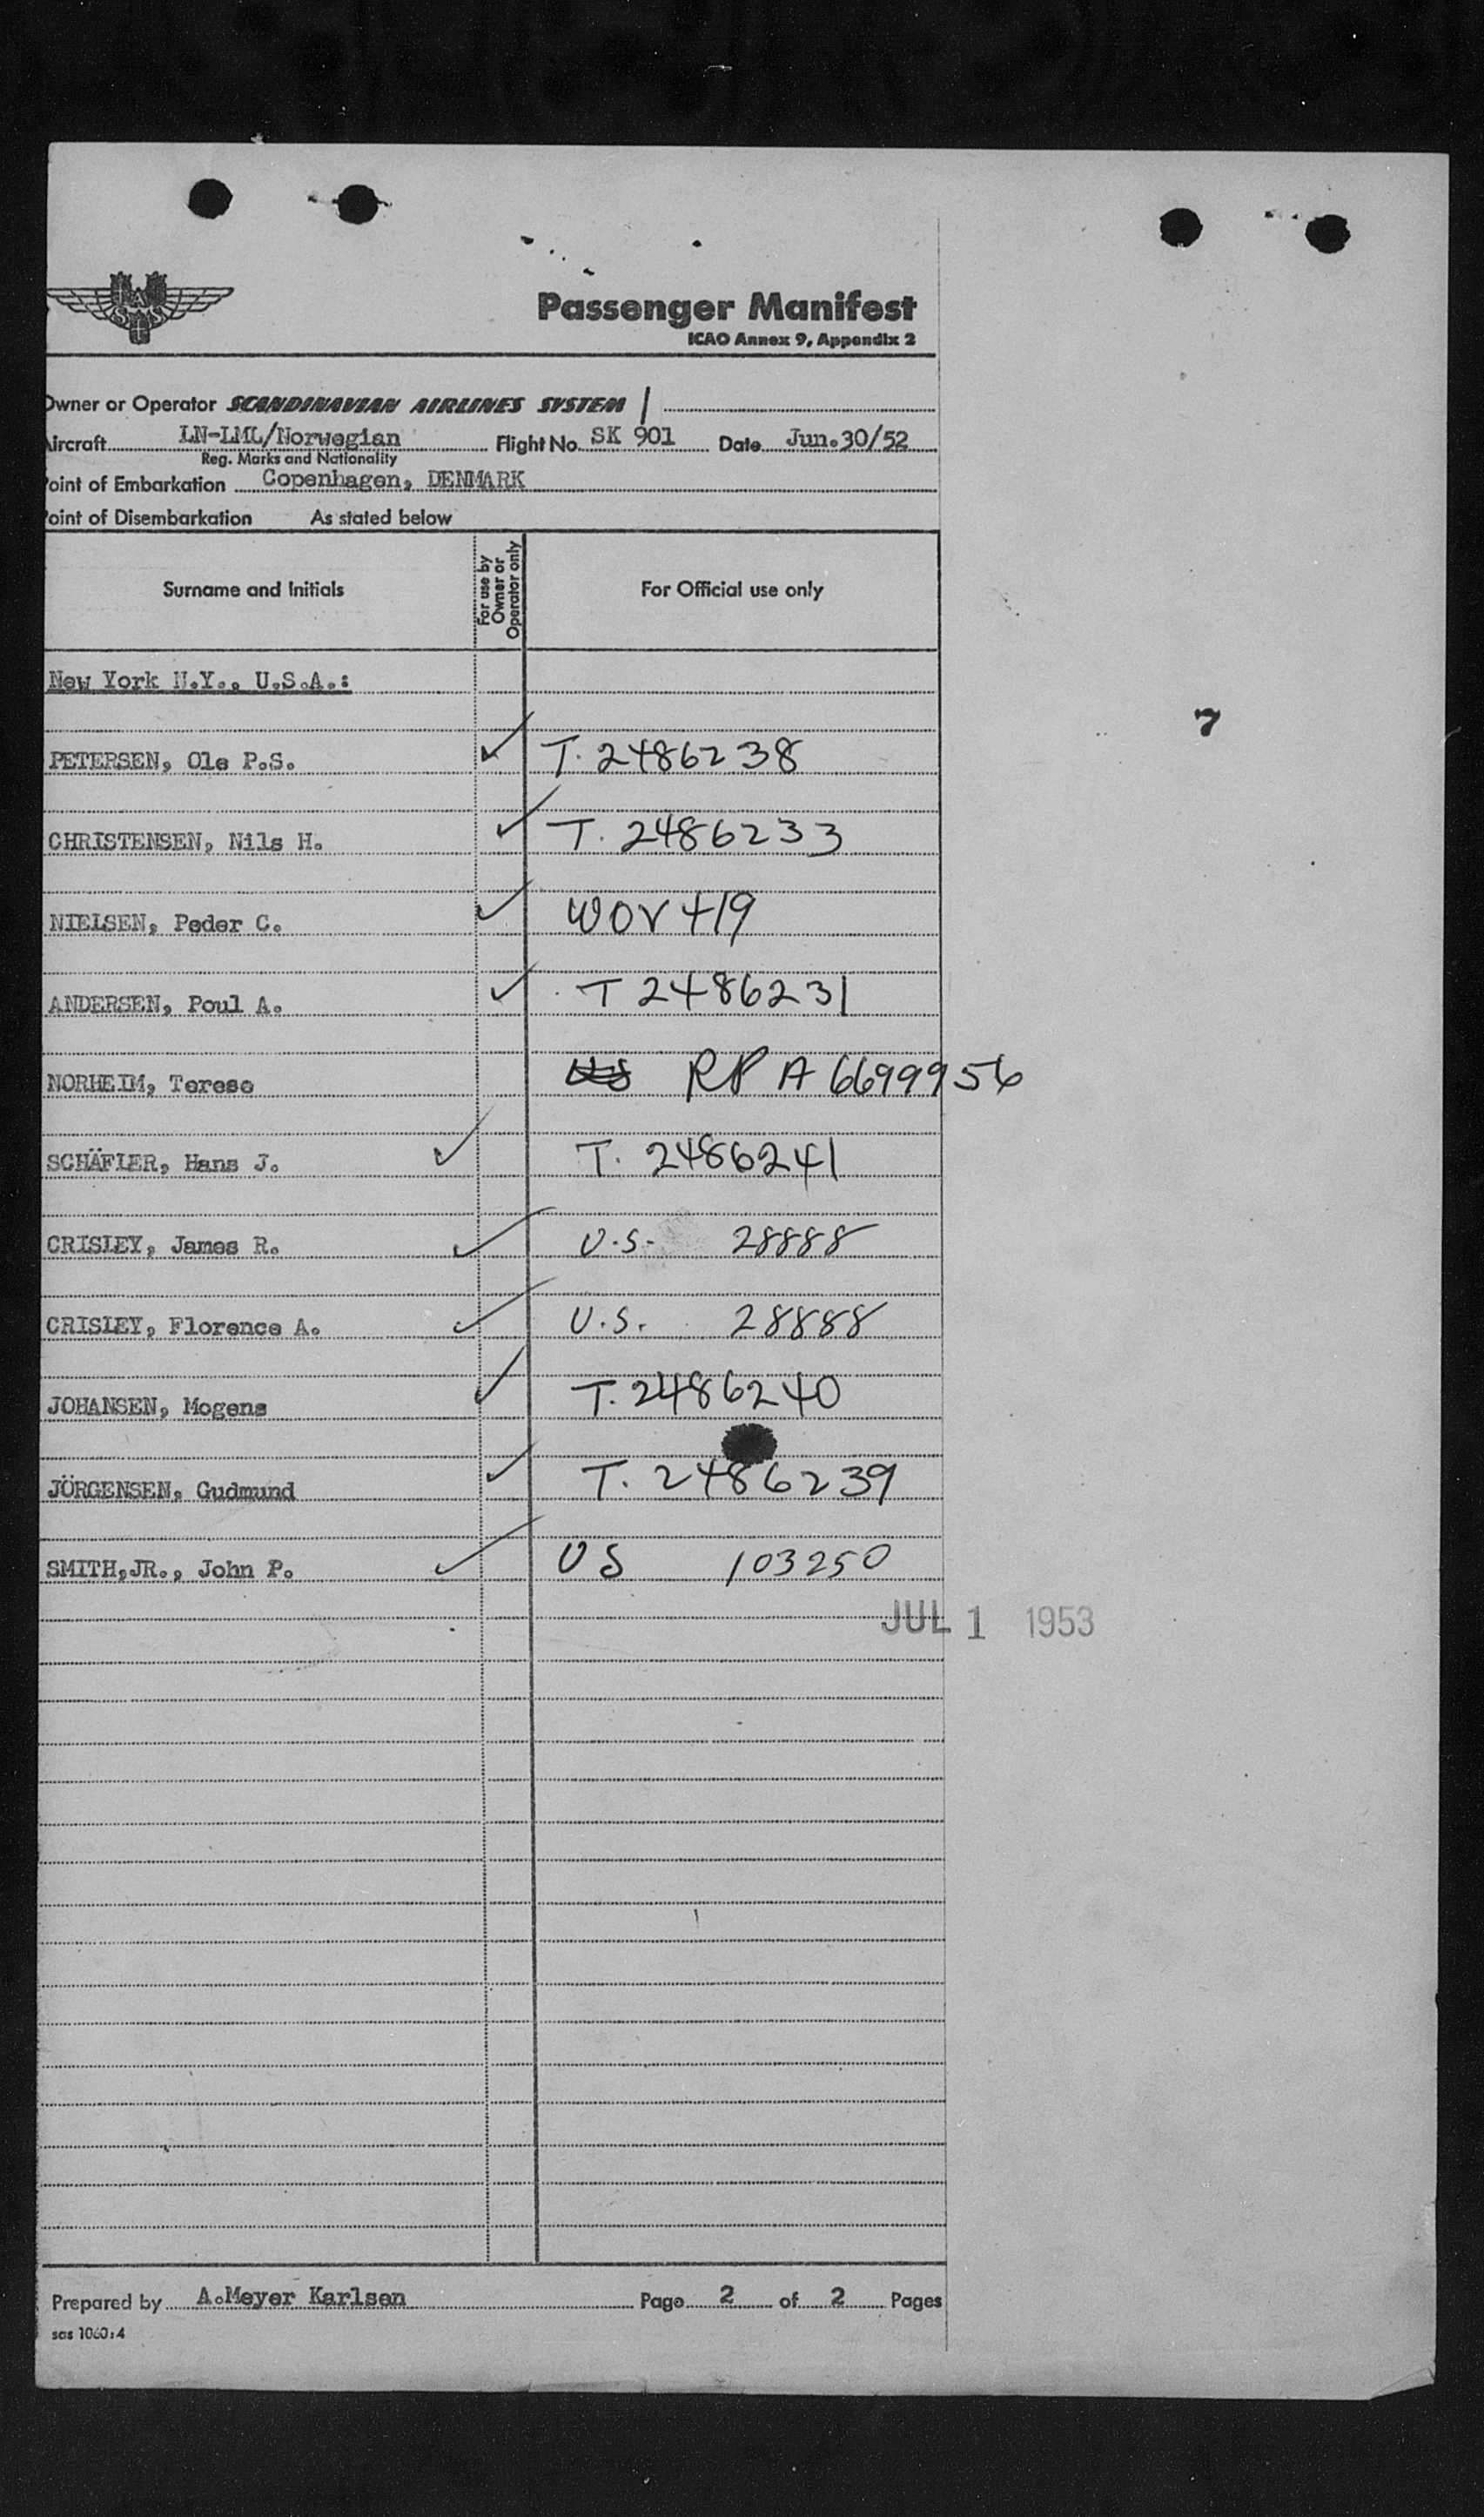 SAS
Passenger Manifest
ICAO Annex 9, Appendix 2
Owner or Operator SCANDINAVIAN AIRLINES SYSTEM /
Aircraft LN-LML/Norwegian Flight No. SK 901 Date Jun.30/52
Reg. Marks and Nationality
Point of Embarkation Copenhagen, DENMARK
Point of Disembarkation As stated below
Surname and Initials For use by Owner or Operator only For Official use only
New York N.Y., U.S.A.:
7
PETERSEN, Ole P.S. ✓ T. 2486238
CHRISTENSEN, Nils H. ✓ T. 2486233
NIELSEN, Peder C. ✓ WOV 419
ANDERSEN, Poul A. ✓ T 2486231
NORHEIM, Terese US RP A 6699956
SCHÄFLER, Hans J. ✓ T. 2486241
CRISLEY, James R. ✓ U.S. 28888
CRISLEY, Florence A. ✓ U.S. 28888
JOHANSEN, Mogens ✓ T. 2486240
JÖRGENSEN, Gudmund ✓ T. 2486239
SMITH,JR., John P. ✓ US 103250
JUL 1 1953
Prepared by A.Meyer Karlsen Page 2 of 2 Pages
sas 1060:4